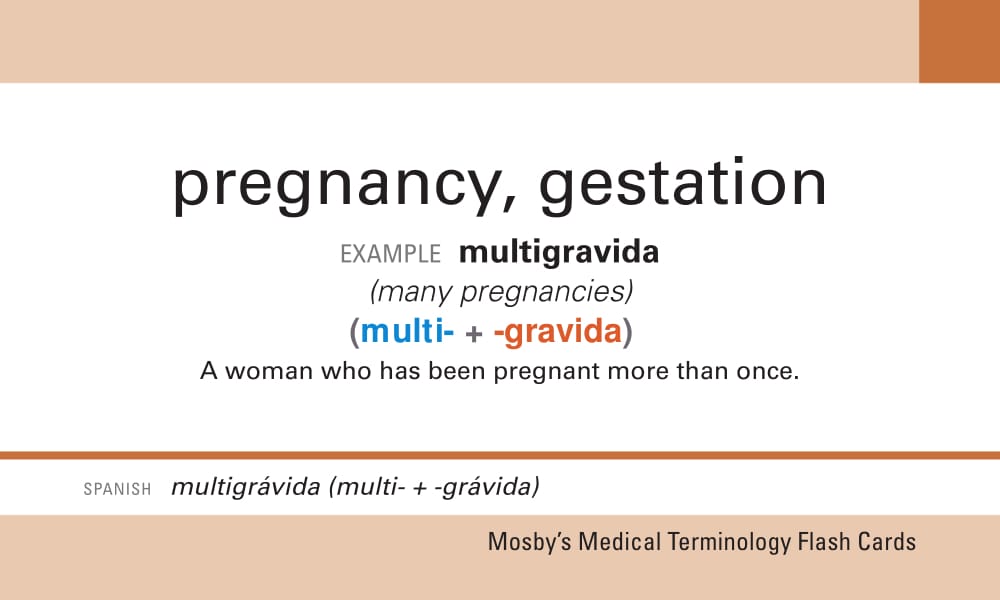 pregnancy, gestation
EXAMPLE multigravida
(many pregnancies)
(multi- + -gravida)
A woman who has been pregnant more than once.
SPANISH multigrávida (multi- + -grávida)
Mosby’s Medical Terminology Flash Cards